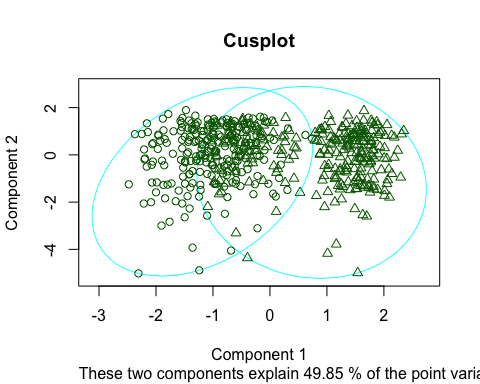 Cusplot
Component 2
2
0
-2
-4
-3
-2
-1
0
1
2
Component 1
These two components explain 49.85 % of the point varia